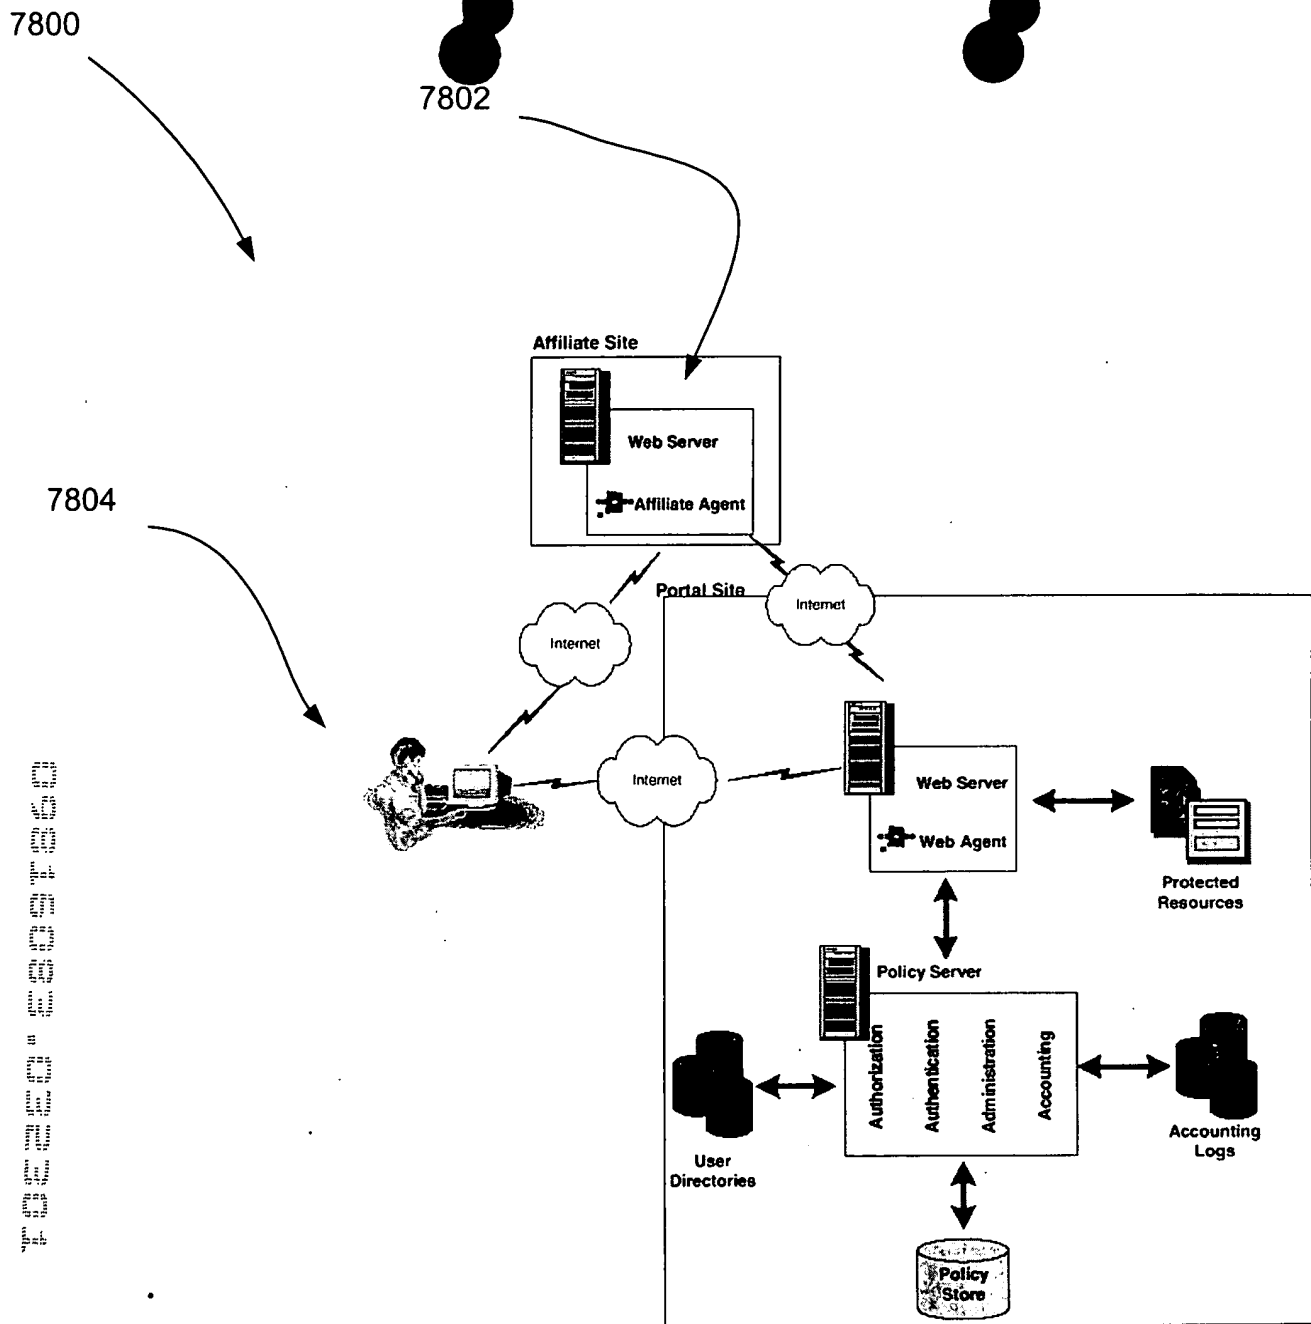 7800
7802
Affiliate Site
Web Server
Affiliate Agent
7804
Portal Site
Internet
Internet
Internet
Web Server
Web Agent
Protected
Resources
Policy Server
Authorization
Authentication
Administration
Accounting
User
Directories
Accounting
Logs
Policy
Store